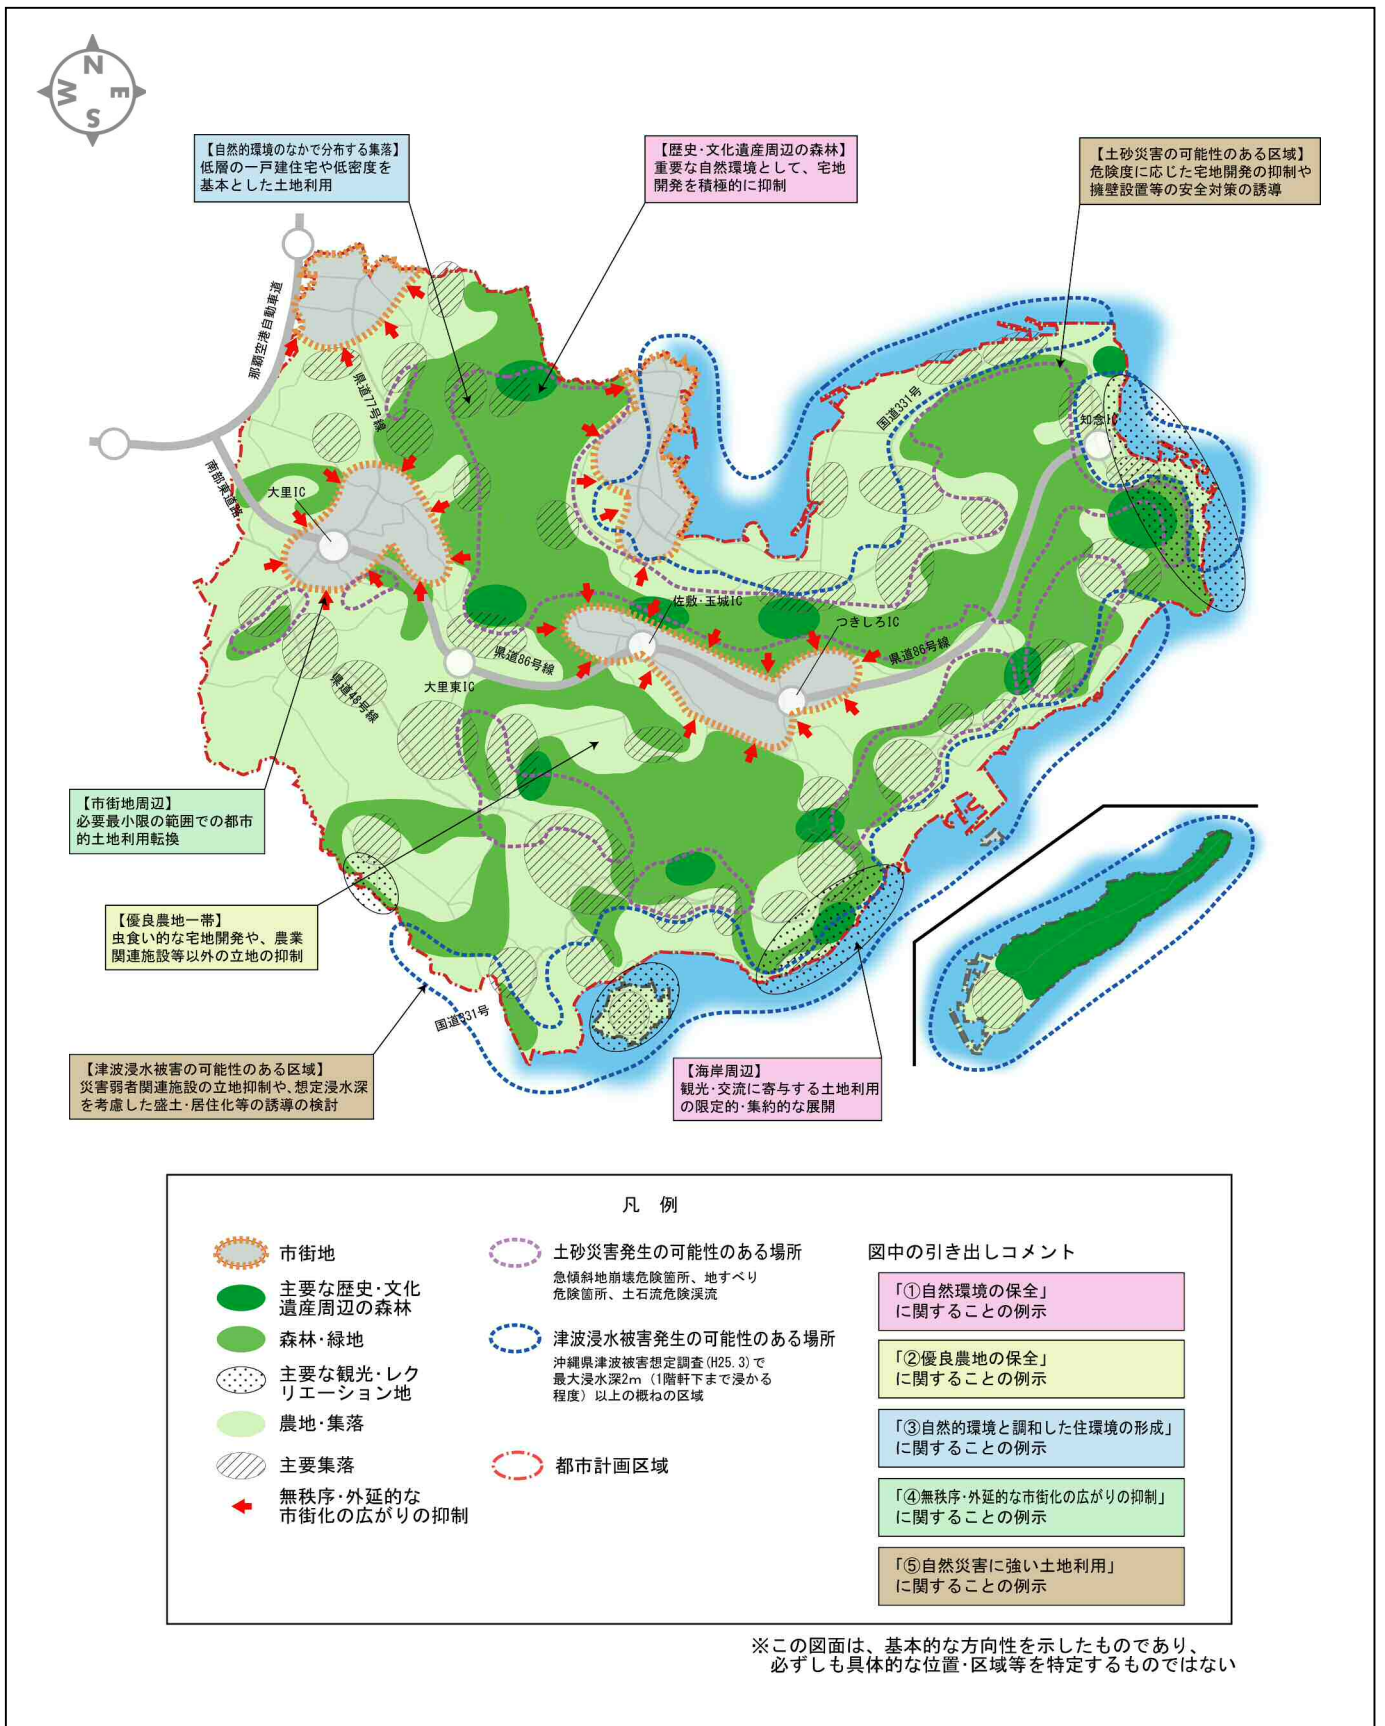 N
W
E
S
【自然的環境のなかで分布する集落】
低層の一戸建住宅や低密度を
基本とした土地利用
【歴史・文化遺産周辺の森林】
重要な自然環境として、宅地
開発を積極的に抑制
【土砂災害の可能性のある区域】
危険度に応じた宅地開発の抑制や
擁壁設置等の安全対策の誘導
那覇空港自動車道
県道77号線
国道331号
知念IC
南部東道路
大里IC
佐敷・玉城IC
つきしろIC
県道86号線
県道86号線
大里東IC
県道48号線
【市街地周辺】
必要最小限の範囲での都市
的土地利用転換
【優良農地一帯】
虫食い的な宅地開発や、農業
関連施設等以外の立地の抑制
国道331号
【津波浸水被害の可能性のある区域】
災害弱者関連施設の立地抑制や、想定浸水深
を考慮した盛土・居住化等の誘導の検討
【海岸周辺】
観光・交流に寄与する土地利用
の限定的・集約的な展開
凡 例
市街地
主要な歴史・文化
遺産周辺の森林
森林・緑地
主要な観光・レク
リエーション地
農地・集落
主要集落
無秩序・外延的な
市街化の広がりの抑制
土砂災害発生の可能性のある場所
急傾斜地崩壊危険箇所、地すべり
危険箇所、土石流危険渓流
津波浸水被害発生の可能性のある場所
沖縄県津波被害想定調査(H25.3)で
最大浸水深2m（1階軒下まで浸かる
程度）以上の概ねの区域
都市計画区域
図中の引き出しコメント
「①自然環境の保全」
に関することの例示
「②優良農地の保全」
に関することの例示
「③自然的環境と調和した住環境の形成」
に関することの例示
「④無秩序・外延的な市街化の広がりの抑制」
に関することの例示
「⑤自然災害に強い土地利用」
に関することの例示
※この図面は、基本的な方向性を示したものであり、
必ずしも具体的な位置・区域等を特定するものではない